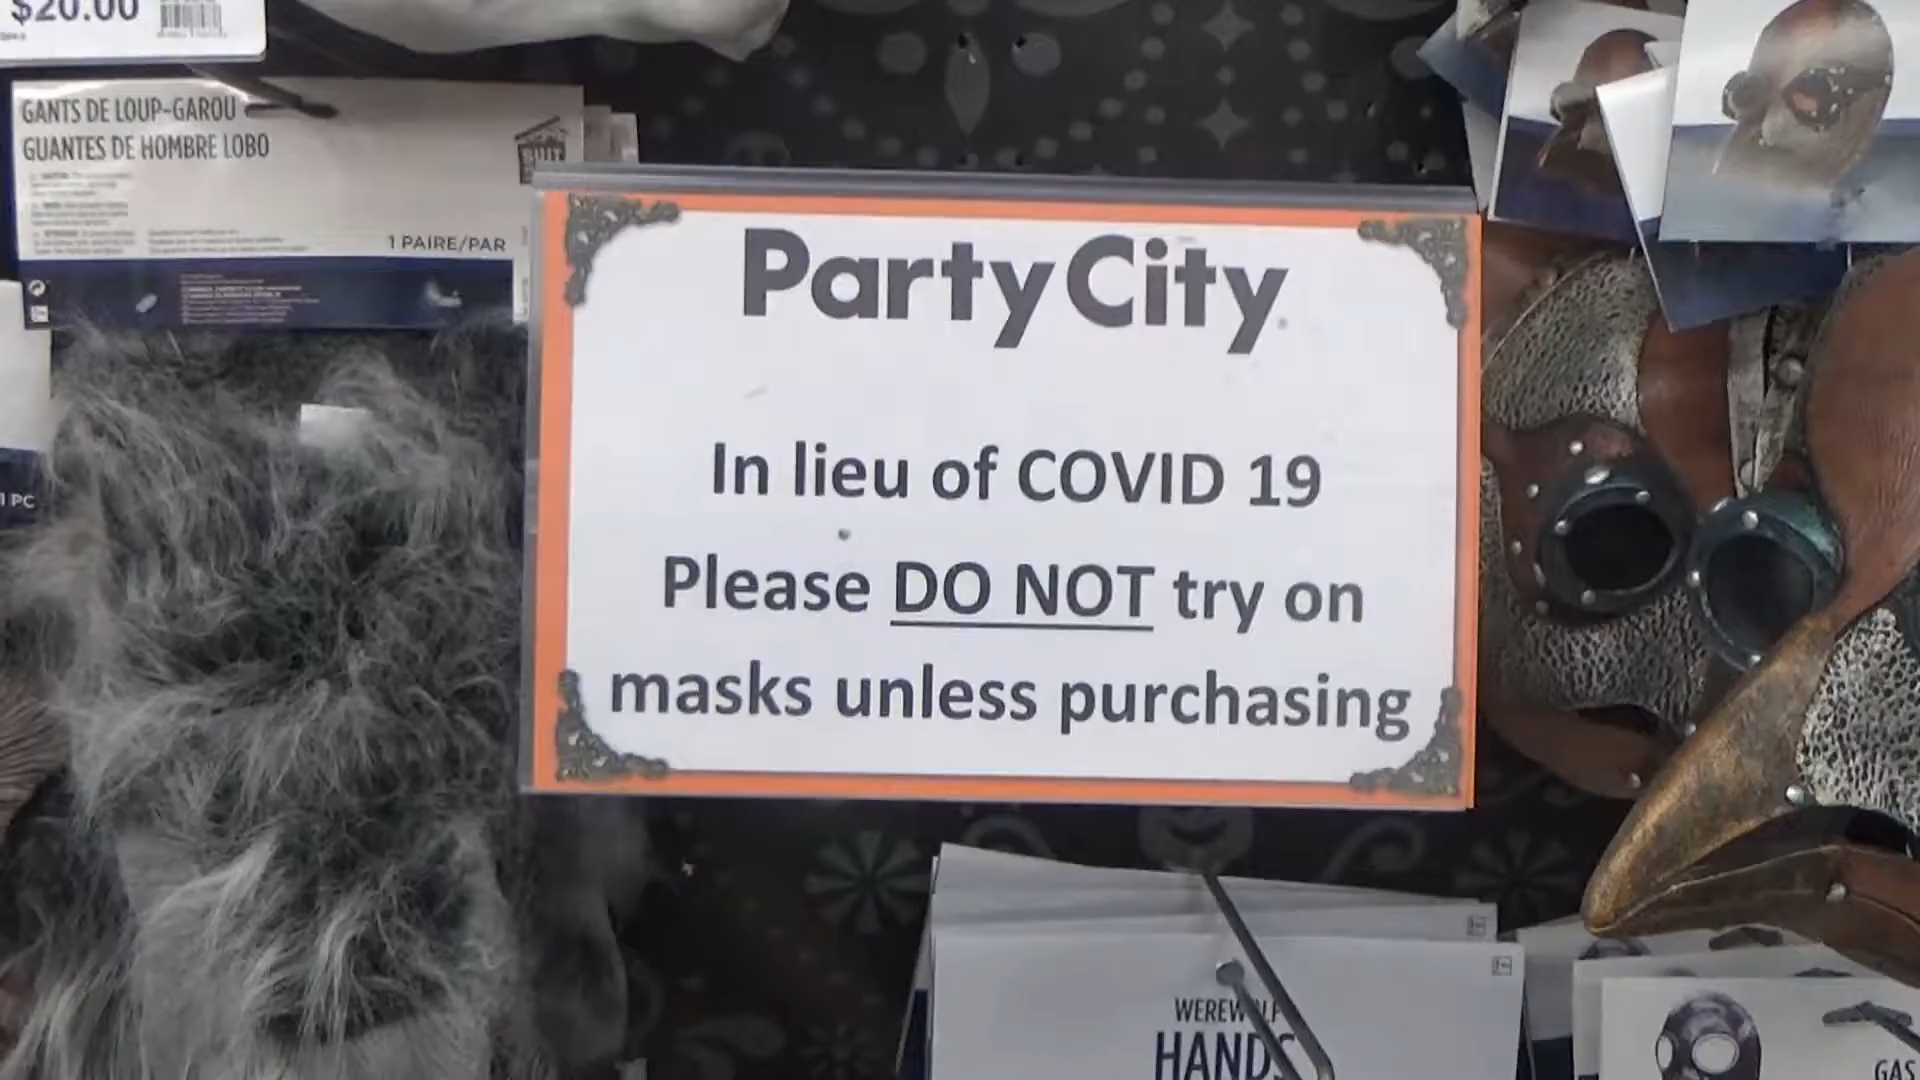 $20.00
GANTS DE LOUP-GAROU
GUANTES DE HOMBRE LOBO
1 PAIRE/PAR
1 PC
Party City
In lieu of COVID 19
Please DO NOT try on
masks unless purchasing
WEREWOLF
HANDS
GAS